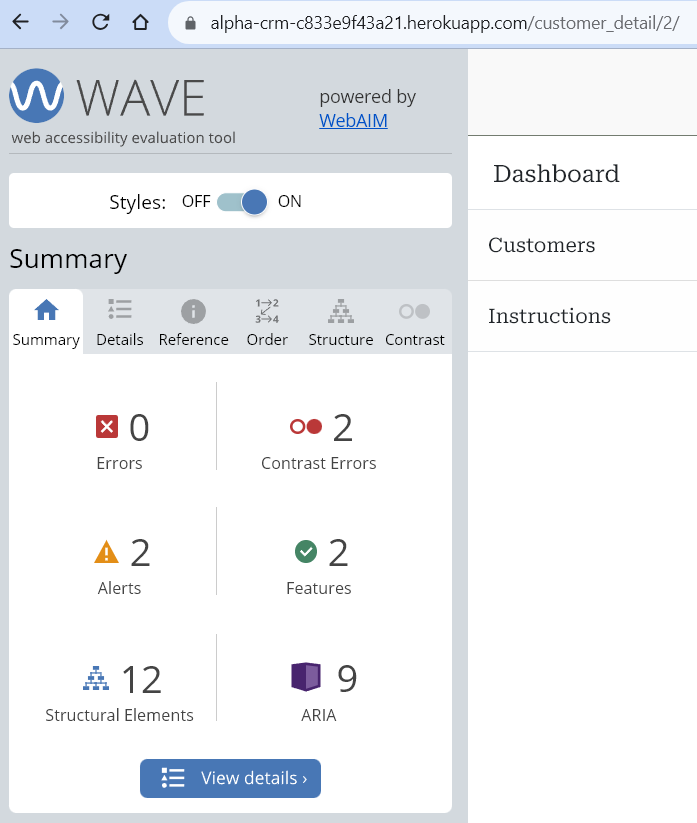 alpha-crm-c833e9f43a21.herokuapp.com/customer_detail/2/
WAVE
web accessibility evaluation tool
powered by
WebAIM
Styles: OFF ON
Summary
Summary Details Reference Order Structure Contrast
1→2
3→4
0
Errors
2
Contrast Errors
2
Alerts
2
Features
12
Structural Elements
9
ARIA
View details ›
Dashboard
Customers
Instructions